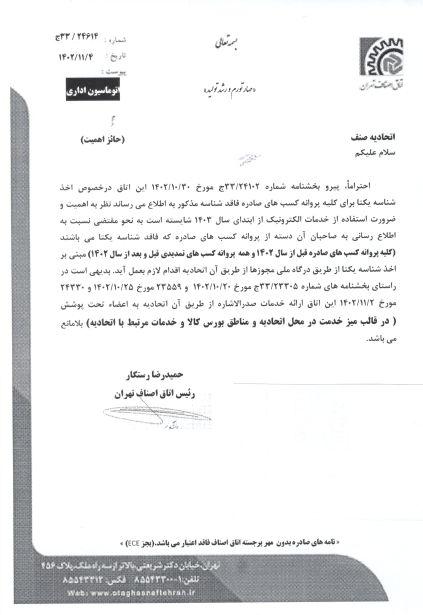 بسمه تعالی
شماره : ۲۴۶۱۴ / ۳۳ج
تاریخ : ۱۴۰۲/۱۱/۴
پیوست :
اتوماسیون اداری
اتاق اصناف تهران
«مهار تورم و رشد تولید»
(حائز اهمیت)
اتحادیه صنف
سلام علیکم
احتراماً، پیرو بخشنامه شماره ۳۳/۲۴۱۰۲ج مورخ ۱۴۰۲/۱۰/۳۰ این اتاق درخصوص اخذ
شناسه یکتا برای کلیه پروانه کسب های صادره فاقد شناسه مذکور به اطلاع می رساند نظر به اهمیت و
ضرورت استفاده از خدمات الکترونیک از ابتدای سال ۱۴۰۳ شایسته است به نحو مقتضی نسبت به
اطلاع رسانی به صاحبان آن دسته از پروانه کسب های صادره که فاقد شناسه یکتا می باشند
(کلیه پروانه کسب های صادره قبل از سال ۱۴۰۲ و همه پروانه کسب های تمدیدی قبل و بعد از سال ۱۴۰۲) مبنی بر
اخذ شناسه یکتا از طریق درگاه ملی مجوزها از طریق آن اتحادیه اقدام لازم بعمل آید. بدیهی است در
راستای بخشنامه های شماره ۳۳/۲۳۳۰۵ج مورخ ۱۴۰۲/۱۰/۲۰ و ۲۳۵۵۹ مورخ ۱۴۰۲/۱۰/۲۵ و ۲۴۳۳۰
مورخ ۱۴۰۲/۱۱/۲ این اتاق ارائه خدمات صدرالاشاره از طریق آن اتحادیه به اعضاء تحت پوشش
( در قالب میز خدمت در محل اتحادیه و مناطق بورس کالا و خدمات مرتبط با اتحادیه) بلامانع
می باشد.
حمیدرضا رستگار
رئیس اتاق اصناف تهران
« نامه های صادره بدون مهر برجسته اتاق اصناف فاقد اعتبار می باشد.(بجز ECE) »
تهران، خیابان دکتر شریعتی، بالاتر از سه راه ملک، پلاک ۴۵۶
تلفن: ۱-۸۵۵۴۳۳۰۰ فکس: ۸۵۵۴۳۳۱۲
www.otaghasnaftehran.ir